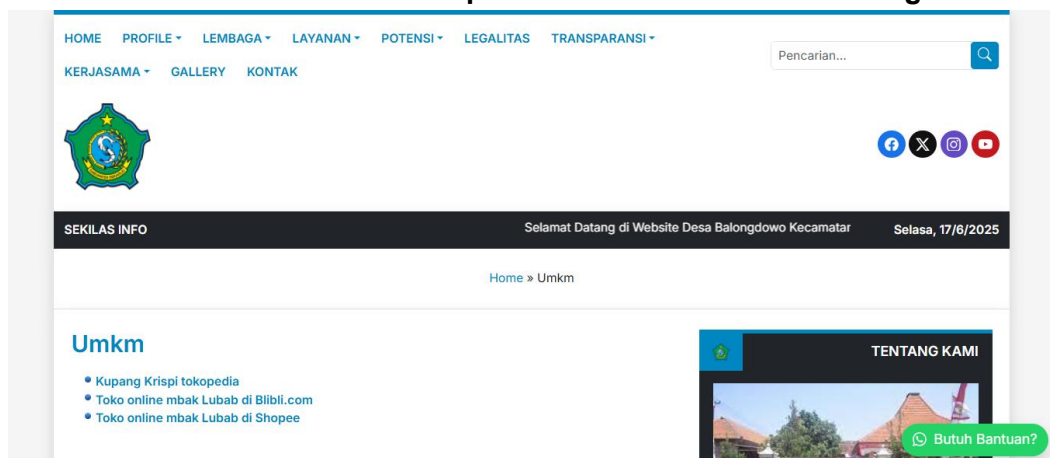 HOME PROFILE LEMBAGA LAYANAN POTENSI LEGALITAS TRANSPARANSI
KERJASAMA GALLERY KONTAK
Pencarian...
SEKILAS INFO
Selamat Datang di Website Desa Balongdowo Kecamatan
Selasa, 17/6/2025
Home » Umkm
Umkm
Kupang Krispi tokopedia
Toko online mbak Lubab di Blibli.com
Toko online mbak Lubab di Shopee
TENTANG KAMI
Butuh Bantuan?